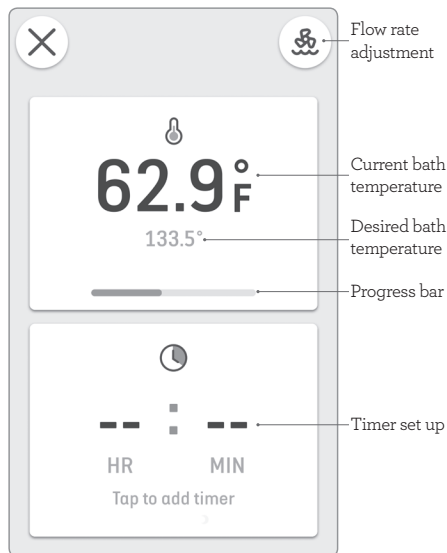 Flow rate
adjustment
62.9°F
Current bath
temperature
133.5°
Desired bath
temperature
Progress bar
-- : --
Timer set up
HR MIN
Tap to add timer